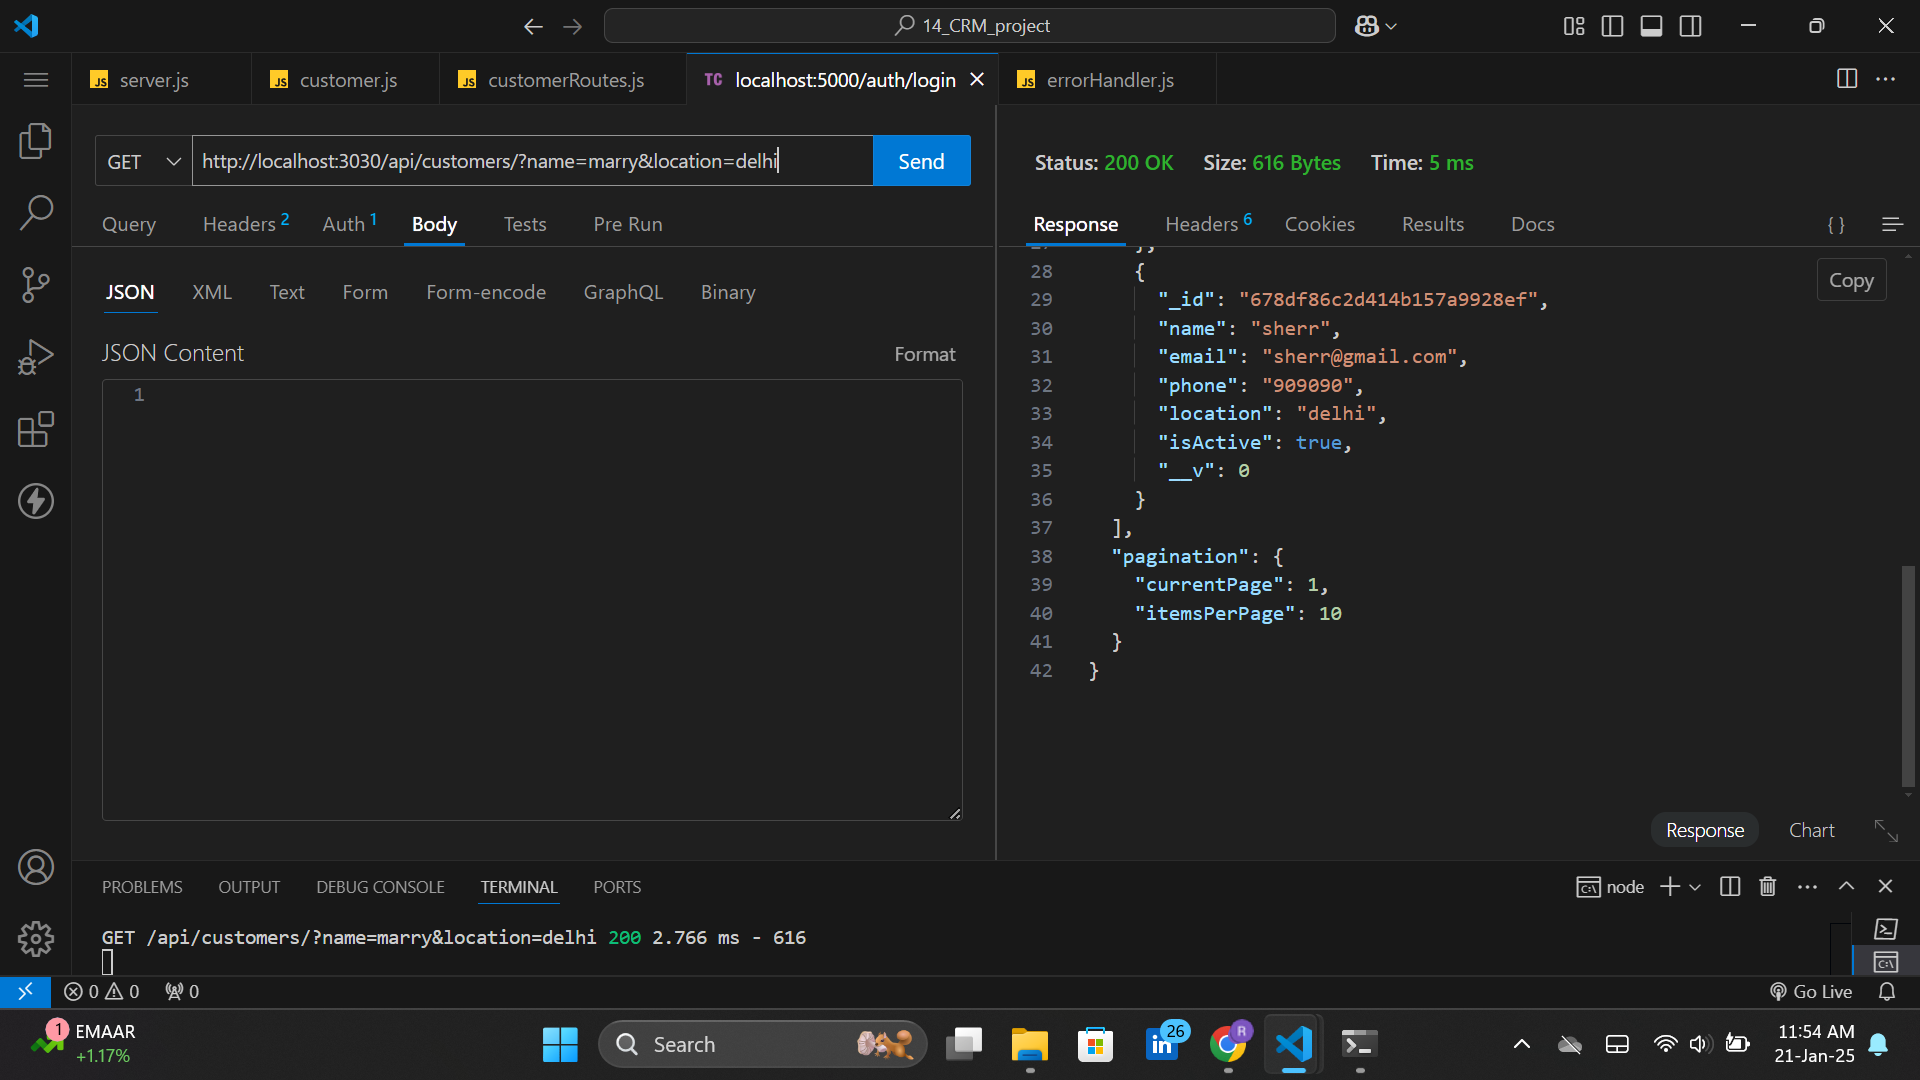 14_CRM_project
JS server.js
JS customer.js
JS customerRoutes.js
TC localhost:5000/auth/login
JS errorHandler.js
GET
http://localhost:3030/api/customers/?name=marry&location=delhi
Send
Query
Headers 2
Auth 1
Body
Tests
Pre Run
JSON
XML
Text
Form
Form-encode
GraphQL
Binary
JSON Content
Format
1
Status: 200 OK
Size: 616 Bytes
Time: 5 ms
Response
Headers 6
Cookies
Results
Docs
{ }
Copy
28 {
29 "_id": "678df86c2d414b157a9928ef",
30 "name": "sherr",
31 "email": "sherr@gmail.com",
32 "phone": "909090",
33 "location": "delhi",
34 "isActive": true,
35 "__v": 0
36 }
37 ],
38 "pagination": {
39 "currentPage": 1,
40 "itemsPerPage": 10
41 }
42 }
Response
Chart
PROBLEMS
OUTPUT
DEBUG CONSOLE
TERMINAL
PORTS
node
GET /api/customers/?name=marry&location=delhi 200 2.766 ms - 616
0 0
0
Go Live
1
EMAAR
+1.17%
Search
26
R
11:54 AM
21-Jan-25